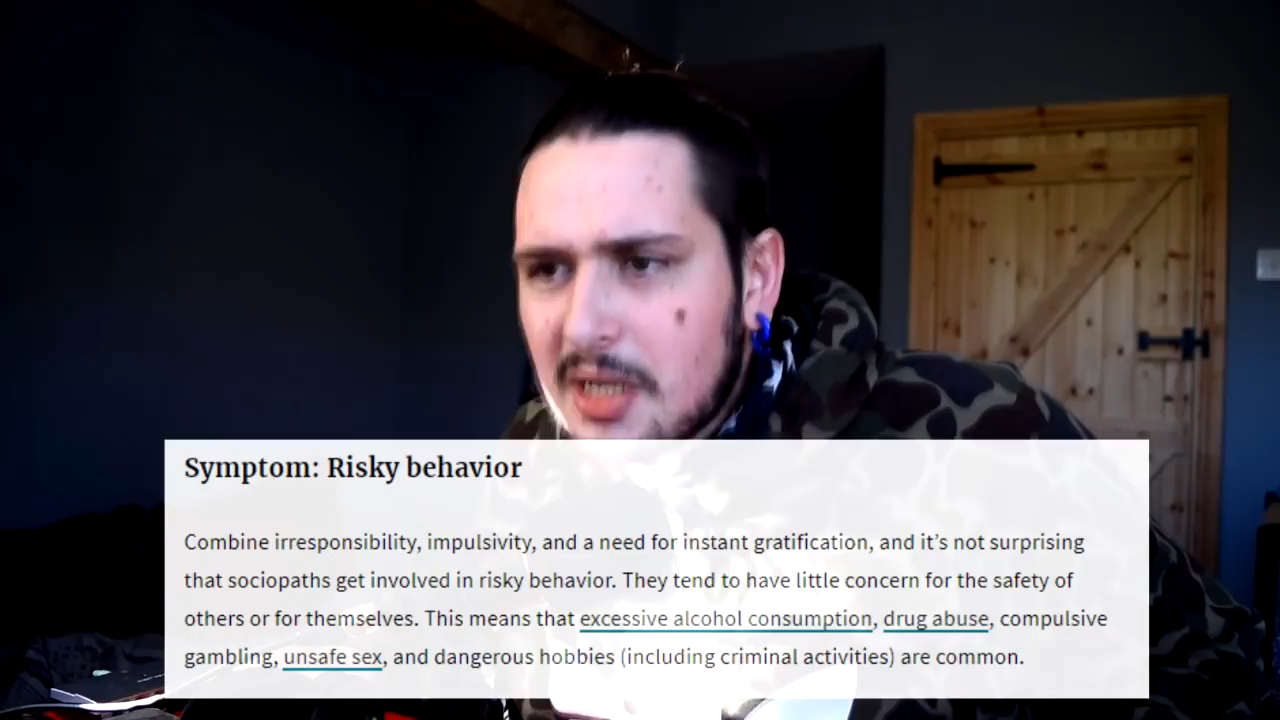 Symptom: Risky behavior
Combine irresponsibility, impulsivity, and a need for instant gratification, and it’s not surprising
that sociopaths get involved in risky behavior. They tend to have little concern for the safety of
others or for themselves. This means that excessive alcohol consumption, drug abuse, compulsive
gambling, unsafe sex, and dangerous hobbies (including criminal activities) are common.